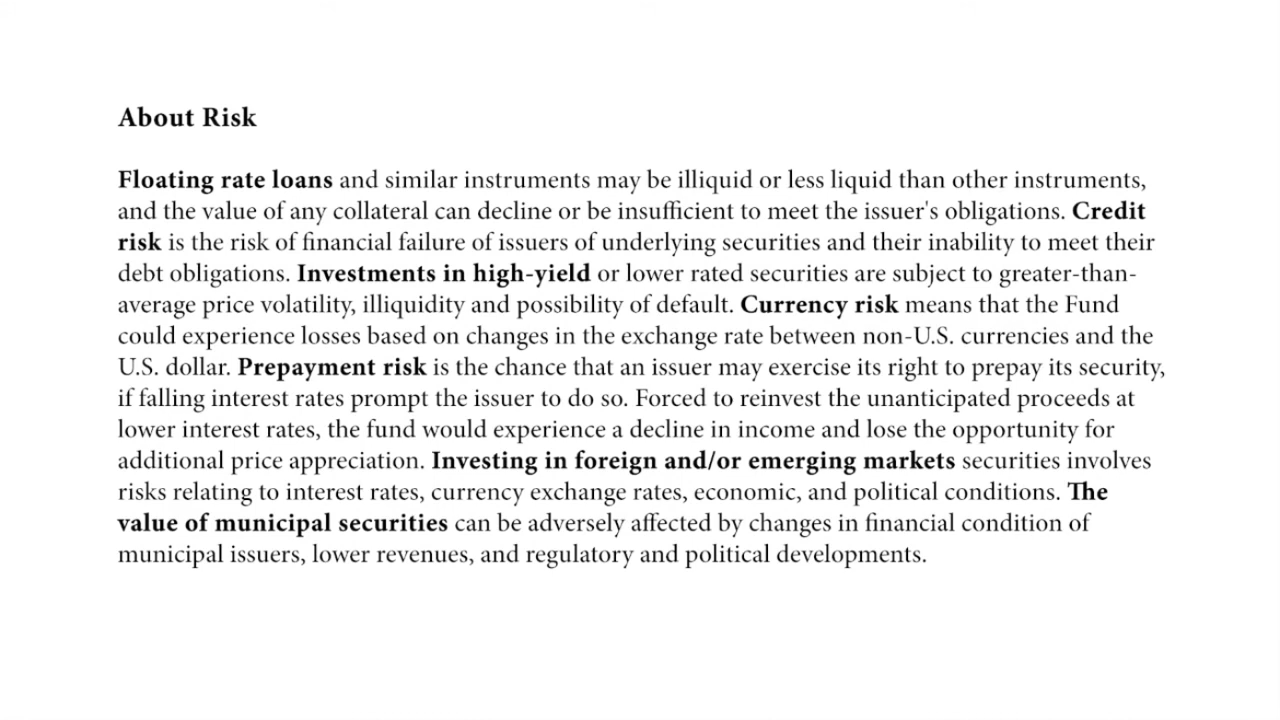 About Risk
Floating rate loans and similar instruments may be illiquid or less liquid than other instruments,
and the value of any collateral can decline or be insufficient to meet the issuer's obligations. Credit
risk is the risk of financial failure of issuers of underlying securities and their inability to meet their
debt obligations. Investments in high-yield or lower rated securities are subject to greater-than-
average price volatility, illiquidity and possibility of default. Currency risk means that the Fund
could experience losses based on changes in the exchange rate between non-U.S. currencies and the
U.S. dollar. Prepayment risk is the chance that an issuer may exercise its right to prepay its security,
if falling interest rates prompt the issuer to do so. Forced to reinvest the unanticipated proceeds at
lower interest rates, the fund would experience a decline in income and lose the opportunity for
additional price appreciation. Investing in foreign and/or emerging markets securities involves
risks relating to interest rates, currency exchange rates, economic, and political conditions. The
value of municipal securities can be adversely affected by changes in financial condition of
municipal issuers, lower revenues, and regulatory and political developments.